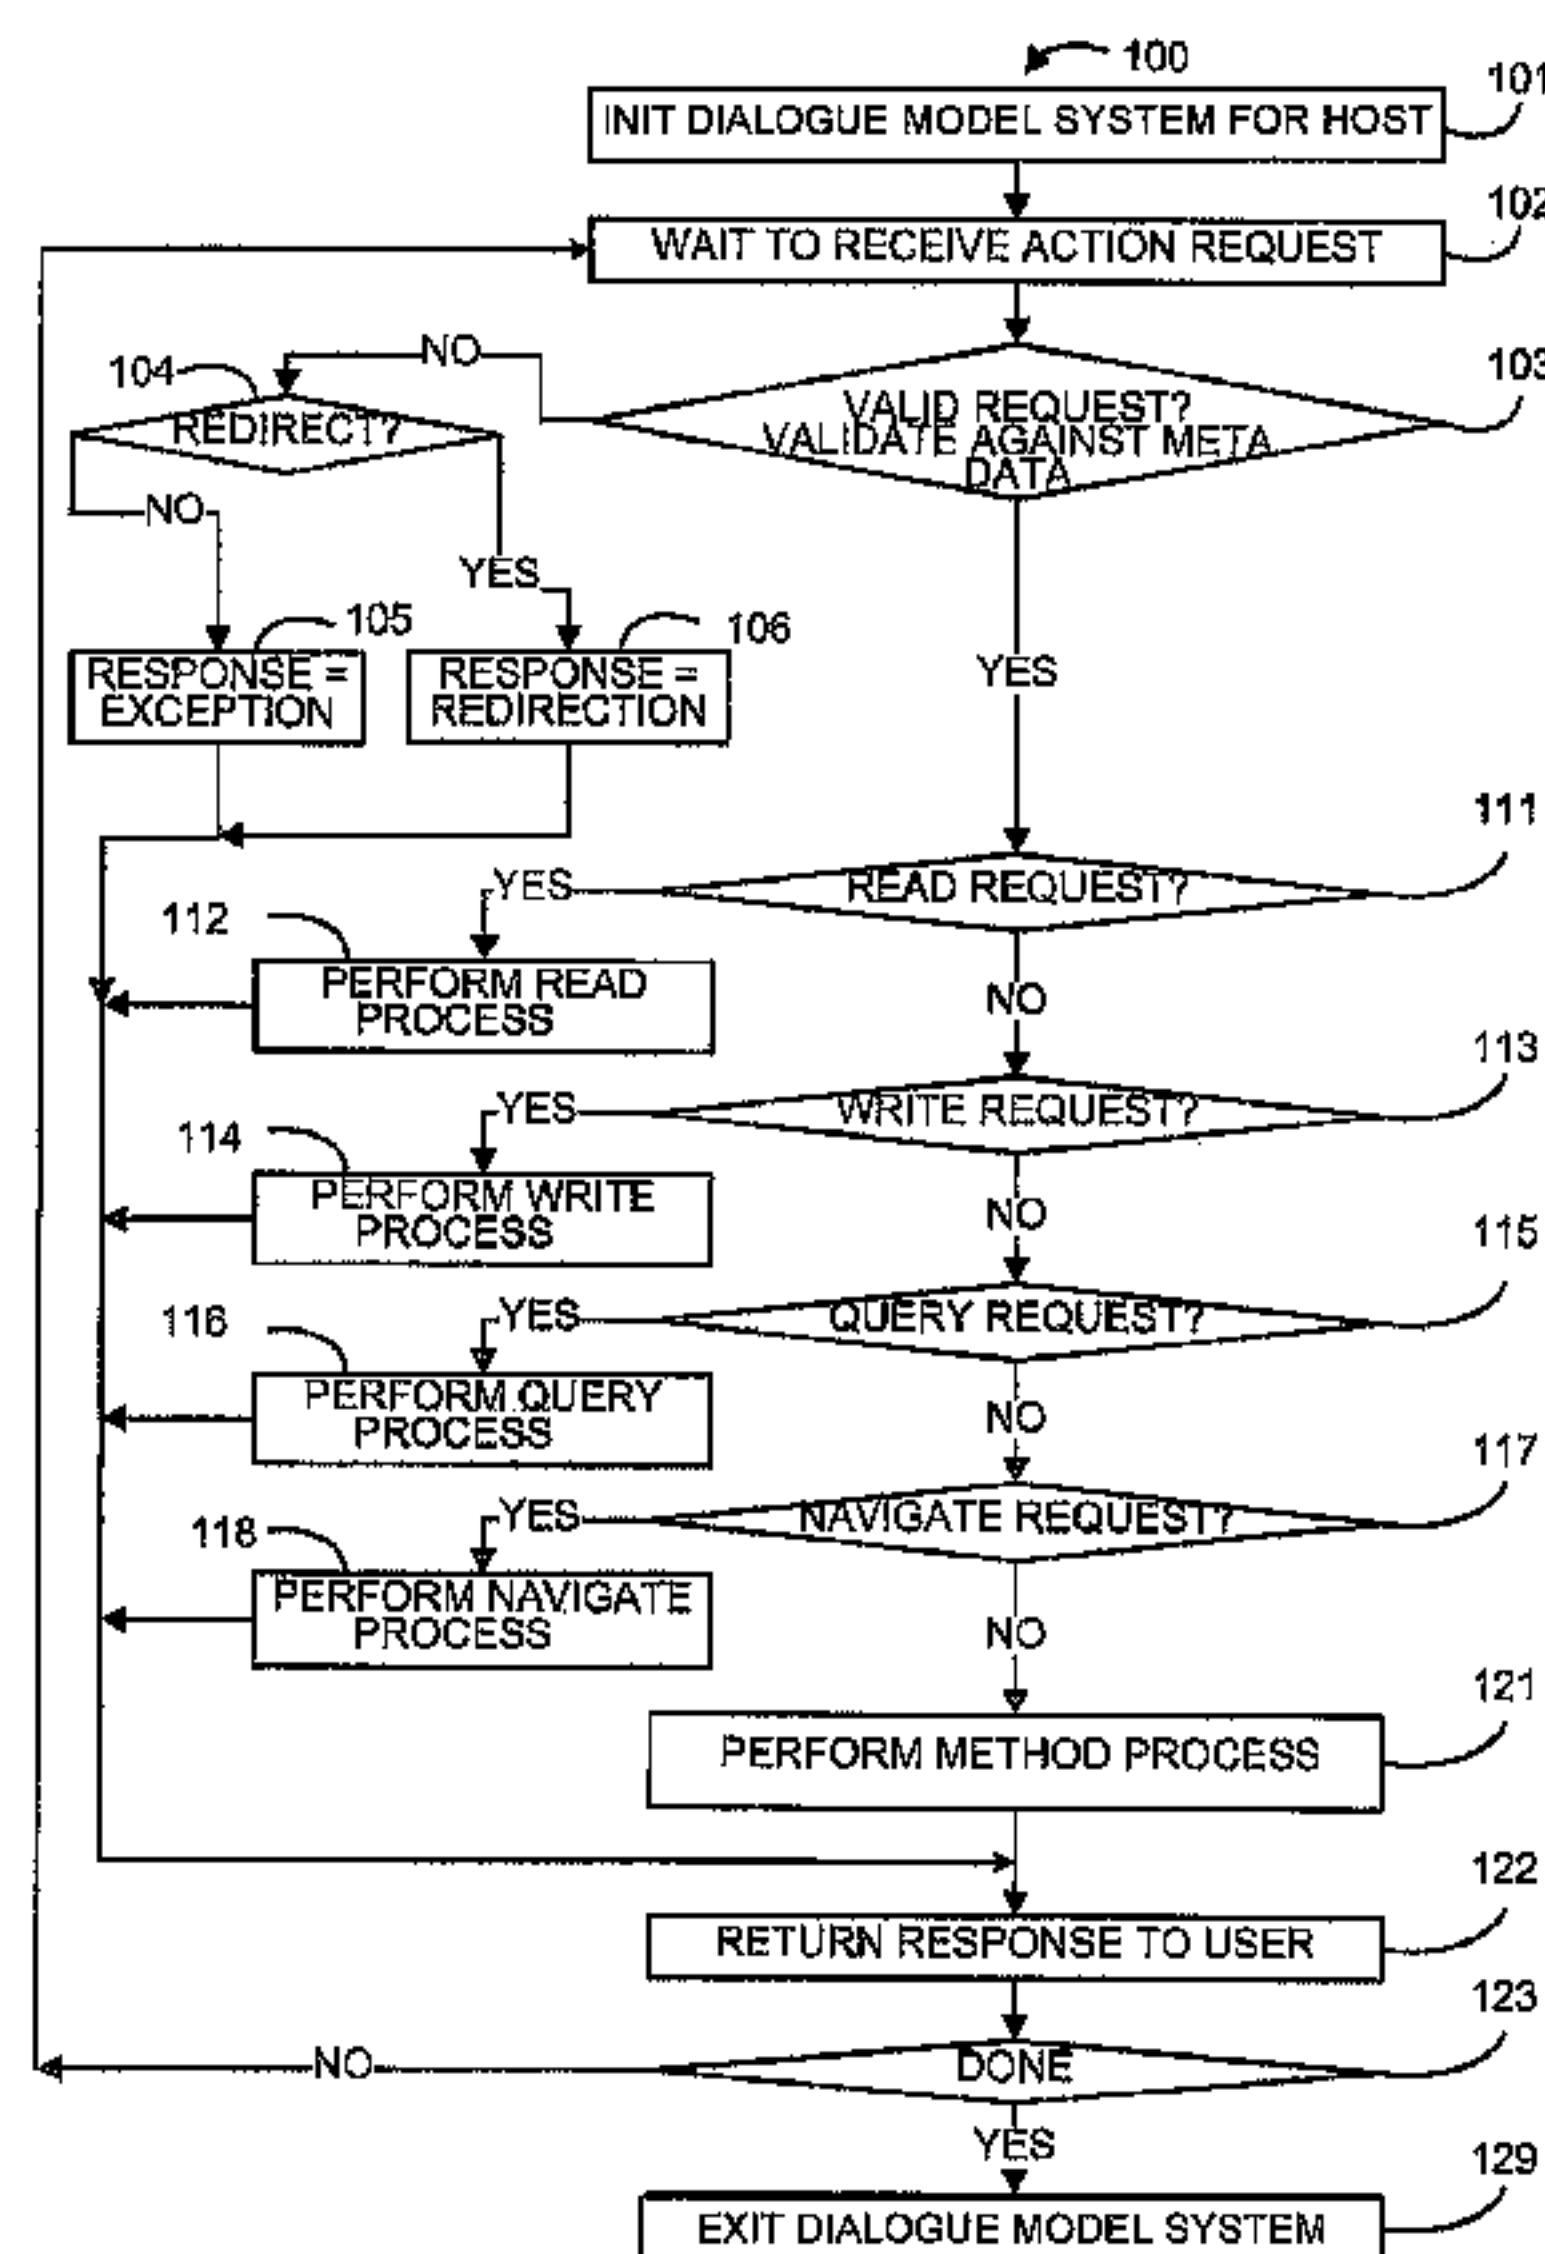 100
INIT DIALOGUE MODEL SYSTEM FOR HOST
101
WAIT TO RECEIVE ACTION REQUEST
102
NO
104
REDIRECT?
VALID REQUEST?
VALIDATE AGAINST META
DATA
103
NO
YES
105
RESPONSE =
EXCEPTION
106
RESPONSE =
REDIRECTION
YES
111
READ REQUEST?
YES
112
PERFORM READ
PROCESS
NO
113
WRITE REQUEST?
YES
114
PERFORM WRITE
PROCESS
NO
115
QUERY REQUEST?
YES
116
PERFORM QUERY
PROCESS
NO
117
NAVIGATE REQUEST?
YES
118
PERFORM NAVIGATE
PROCESS
NO
121
PERFORM METHOD PROCESS
122
RETURN RESPONSE TO USER
123
DONE
NO
YES
129
EXIT DIALOGUE MODEL SYSTEM